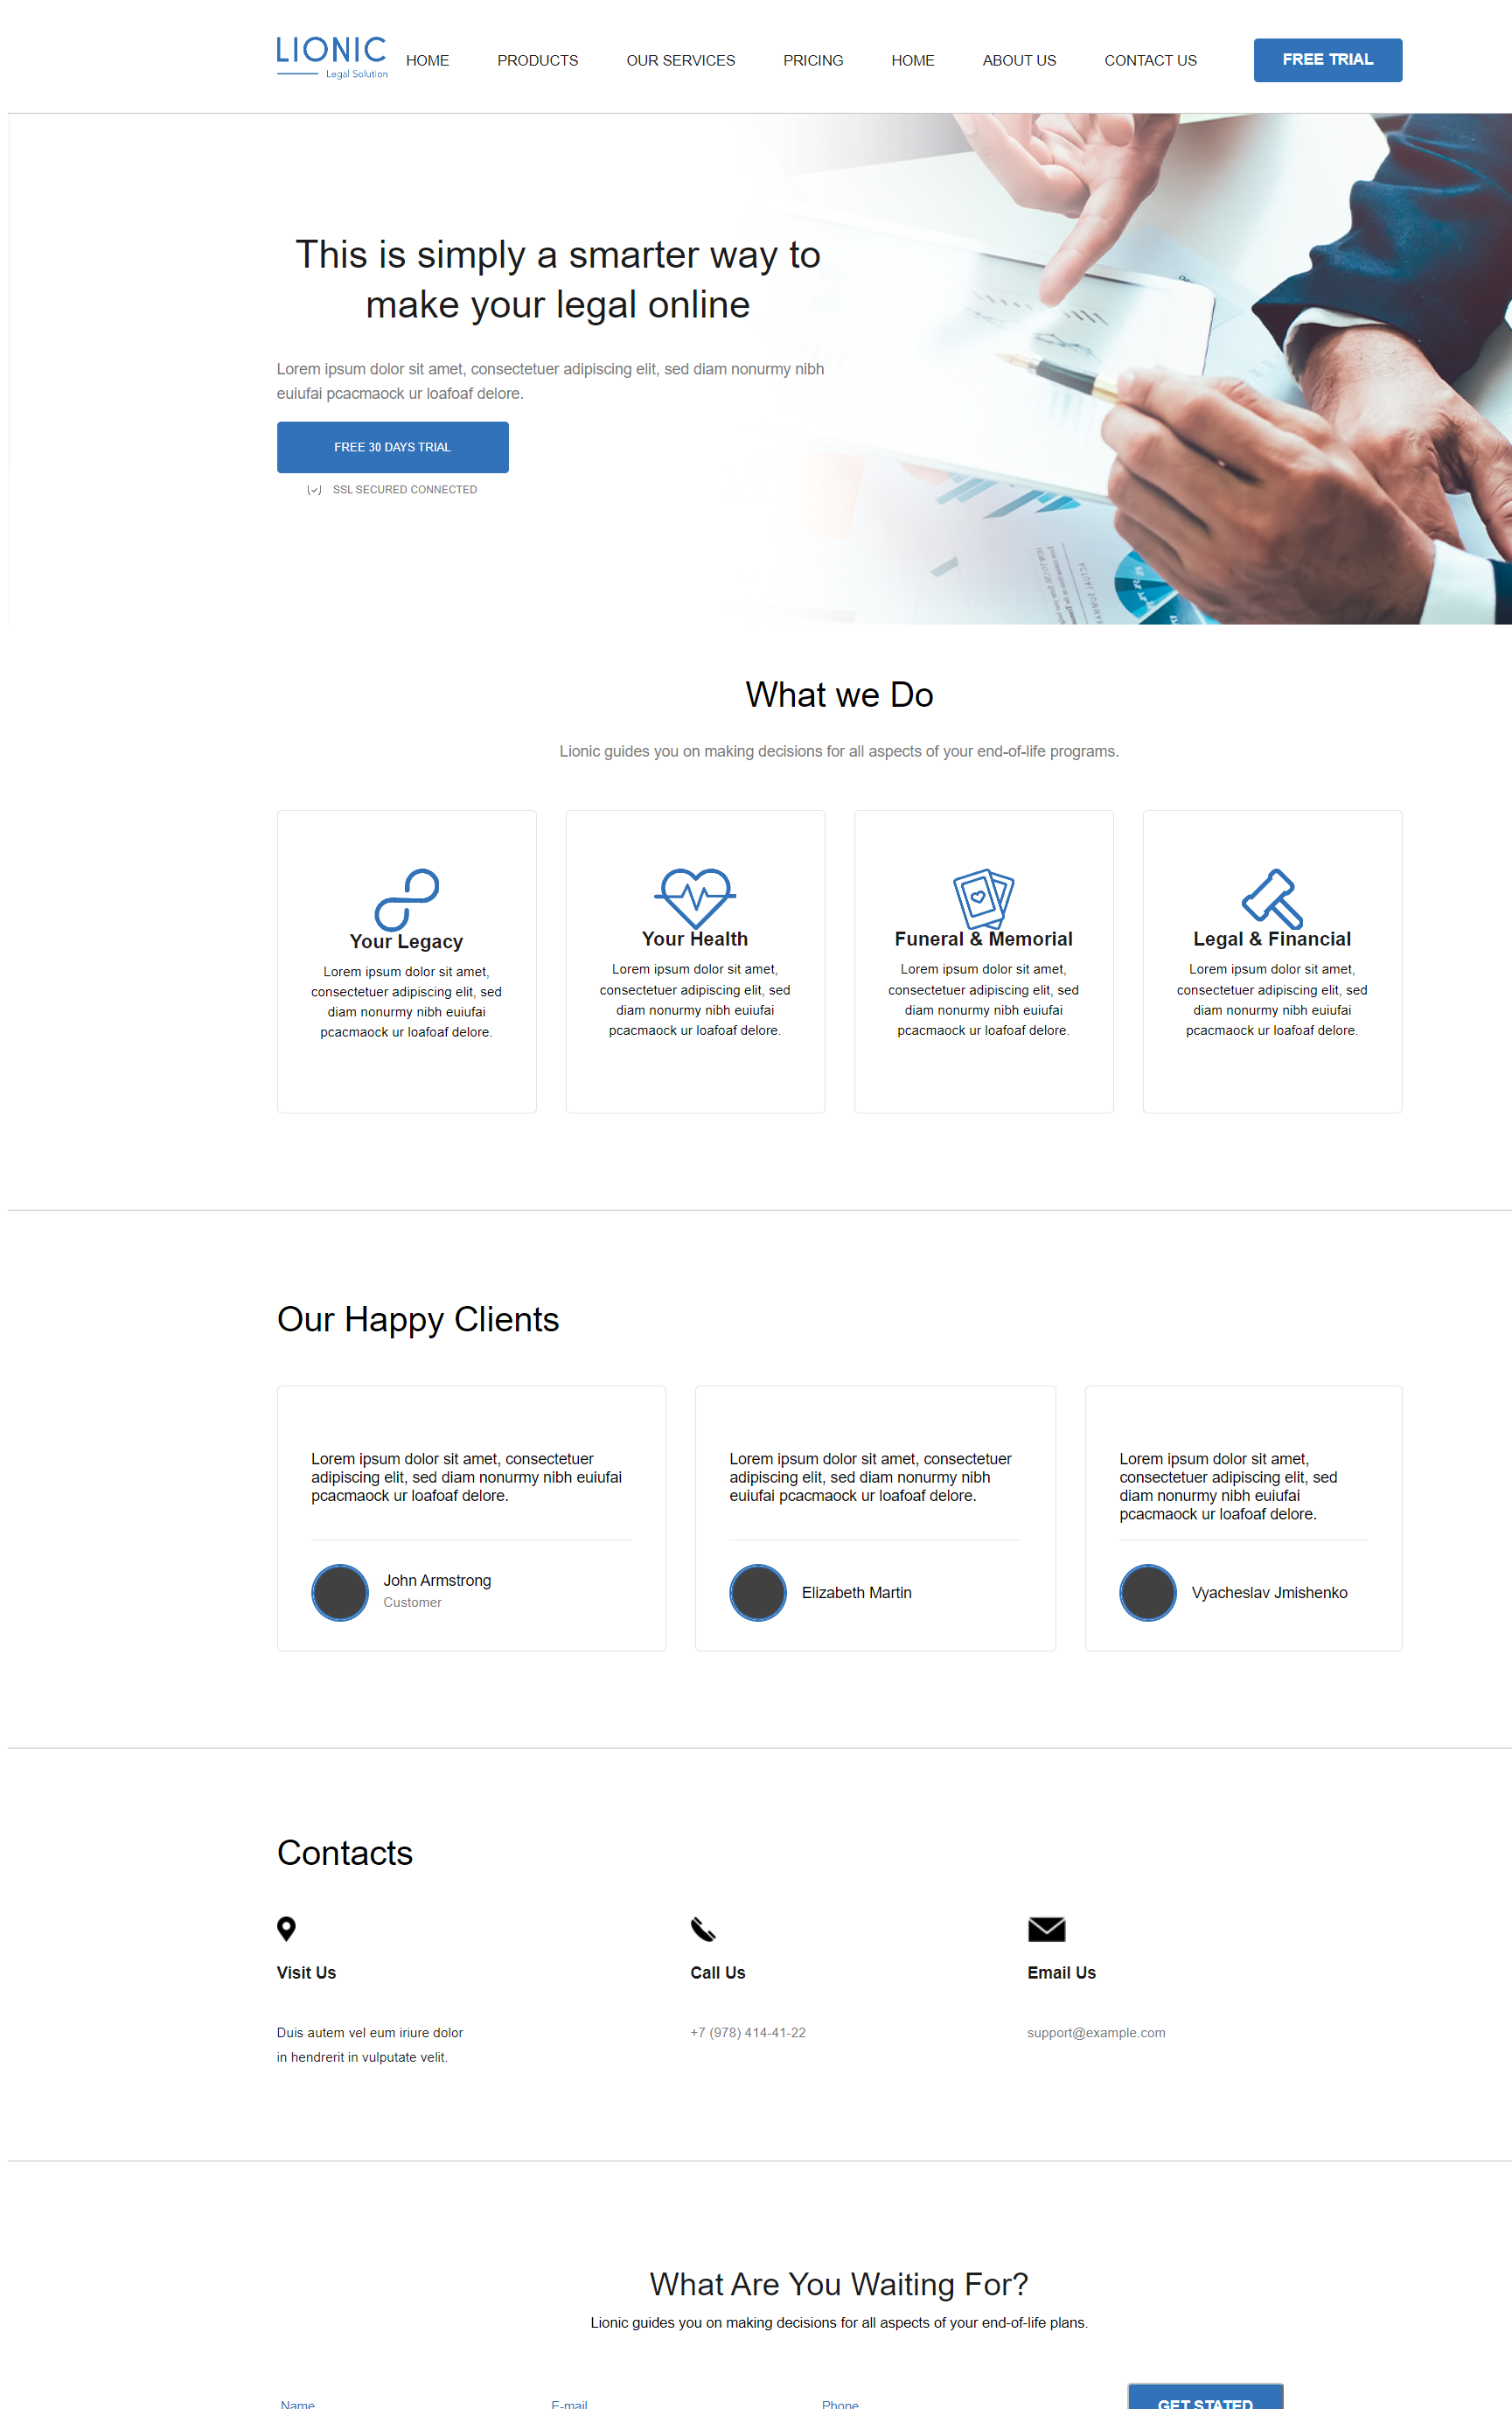 LIONIC
Legal Solution
HOME PRODUCTS OUR SERVICES PRICING HOME ABOUT US CONTACT US FREE TRIAL
This is simply a smarter way to
make your legal online
Lorem ipsum dolor sit amet, consectetuer adipiscing elit, sed diam nonurmy nibh
euiufai pcacmaock ur loafoaf delore.
FREE 30 DAYS TRIAL
SSL SECURED CONNECTED
What we Do
Lionic guides you on making decisions for all aspects of your end-of-life programs.
Your Legacy
Lorem ipsum dolor sit amet,
consectetuer adipiscing elit, sed
diam nonurmy nibh euiufai
pcacmaock ur loafoaf delore.
Your Health
Lorem ipsum dolor sit amet,
consectetuer adipiscing elit, sed
diam nonurmy nibh euiufai
pcacmaock ur loafoaf delore.
Funeral & Memorial
Lorem ipsum dolor sit amet,
consectetuer adipiscing elit, sed
diam nonurmy nibh euiufai
pcacmaock ur loafoaf delore.
Legal & Financial
Lorem ipsum dolor sit amet,
consectetuer adipiscing elit, sed
diam nonurmy nibh euiufai
pcacmaock ur loafoaf delore.
Our Happy Clients
Lorem ipsum dolor sit amet, consectetuer
adipiscing elit, sed diam nonurmy nibh euiufai
pcacmaock ur loafoaf delore.
John Armstrong
Customer
Lorem ipsum dolor sit amet, consectetuer
adipiscing elit, sed diam nonurmy nibh
euiufai pcacmaock ur loafoaf delore.
Elizabeth Martin
Lorem ipsum dolor sit amet,
consectetuer adipiscing elit, sed
diam nonurmy nibh euiufai
pcacmaock ur loafoaf delore.
Vyacheslav Jmishenko
Contacts
Visit Us
Duis autem vel eum iriure dolor
in hendrerit in vulputate velit.
Call Us
+7 (978) 414-41-22
Email Us
support@example.com
What Are You Waiting For?
Lionic guides you on making decisions for all aspects of your end-of-life plans.
Name E-mail Phone GET STATED